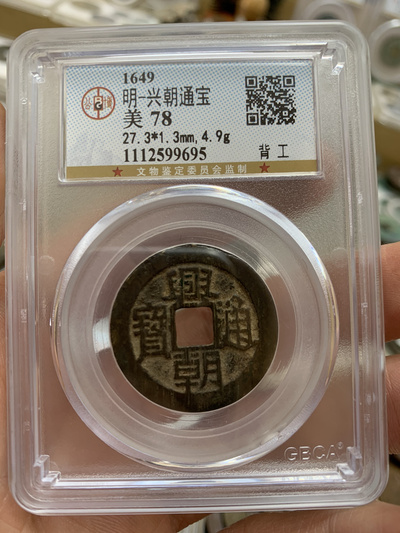 1649
明-兴朝通宝
美 78
27.3*1.3mm,4.9g
1112599695
背 工
★ 文物鉴定委员会监制 ★
興
寶 通
朝
GBCA®